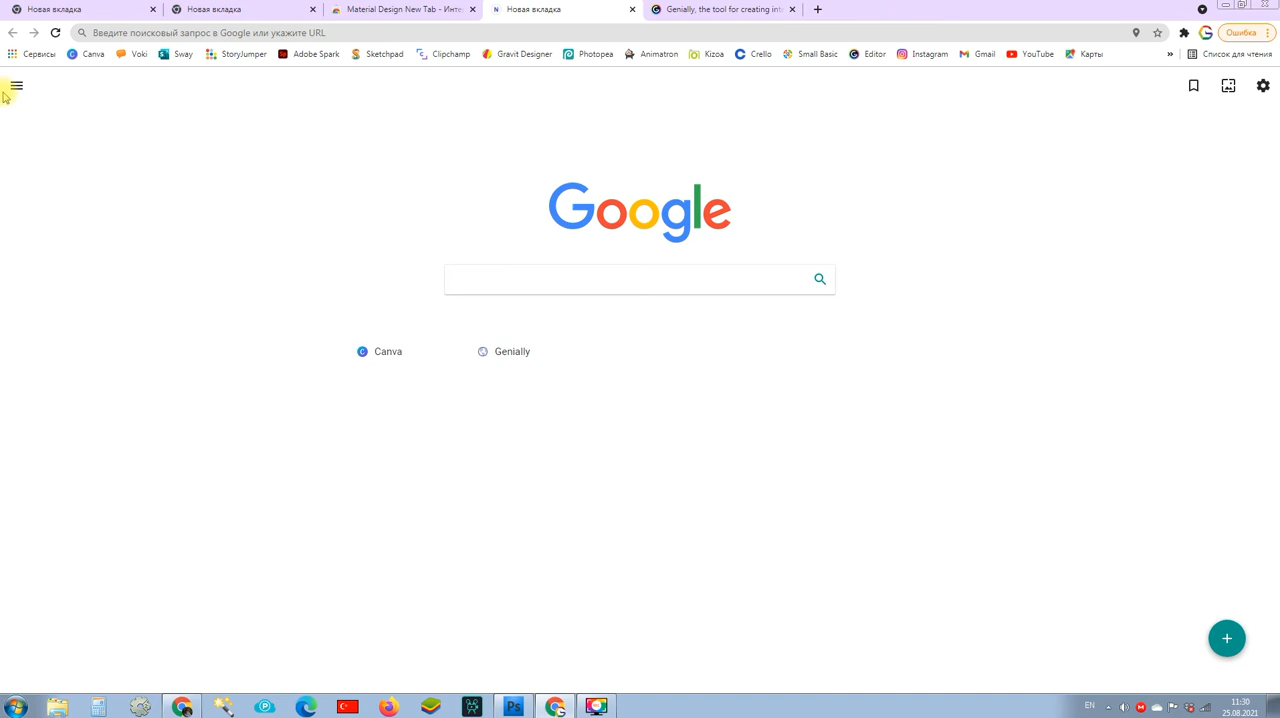 Новая вкладка
Новая вкладка
Material Design New Tab - Инте
Новая вкладка
Genially, the tool for creating int
Введите поисковый запрос в Google или укажите URL
Ошибка
Сервисы
Canva
Voki
Sway
StoryJumper
Adobe Spark
Sketchpad
Clipchamp
Gravit Designer
Photopea
Animatron
Kizoa
Crello
Small Basic
Editor
Instagram
Gmail
YouTube
Карты
»
Список для чтения
Google
Canva
Genially
Ps
EN
11:30
25.08.2021